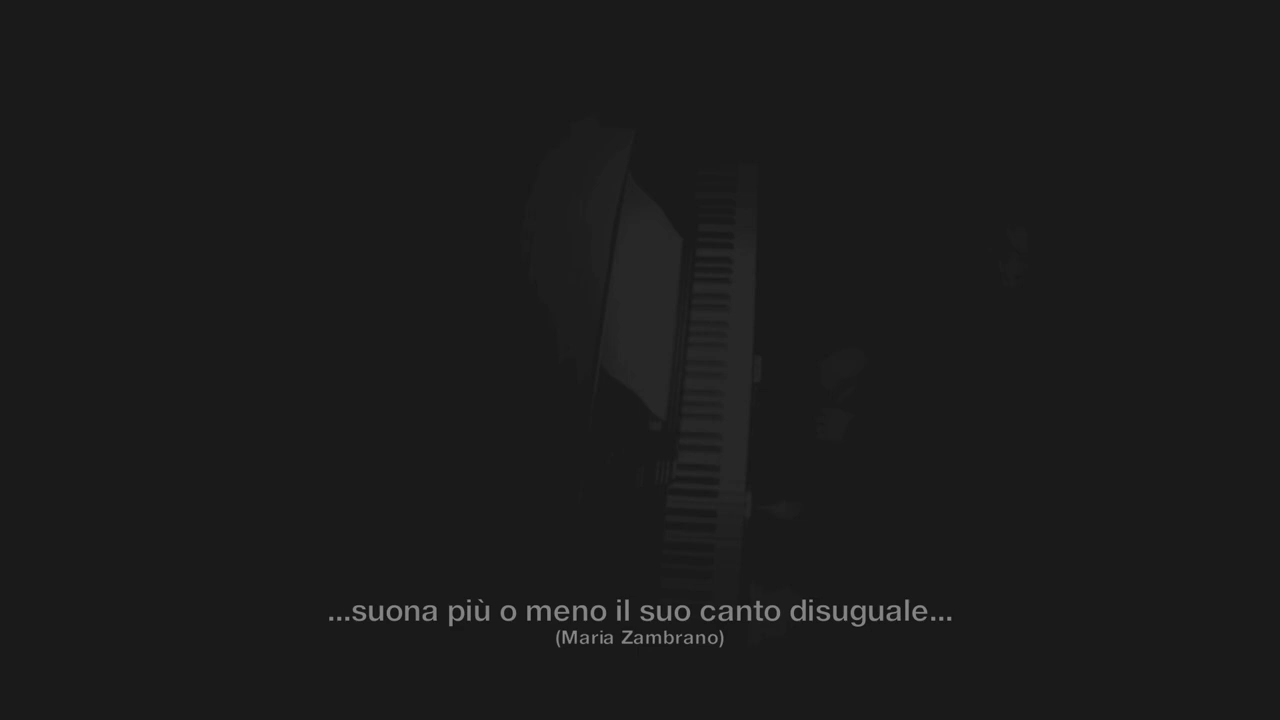 ...suona più o meno il suo canto disuguale...
(Maria Zambrano)